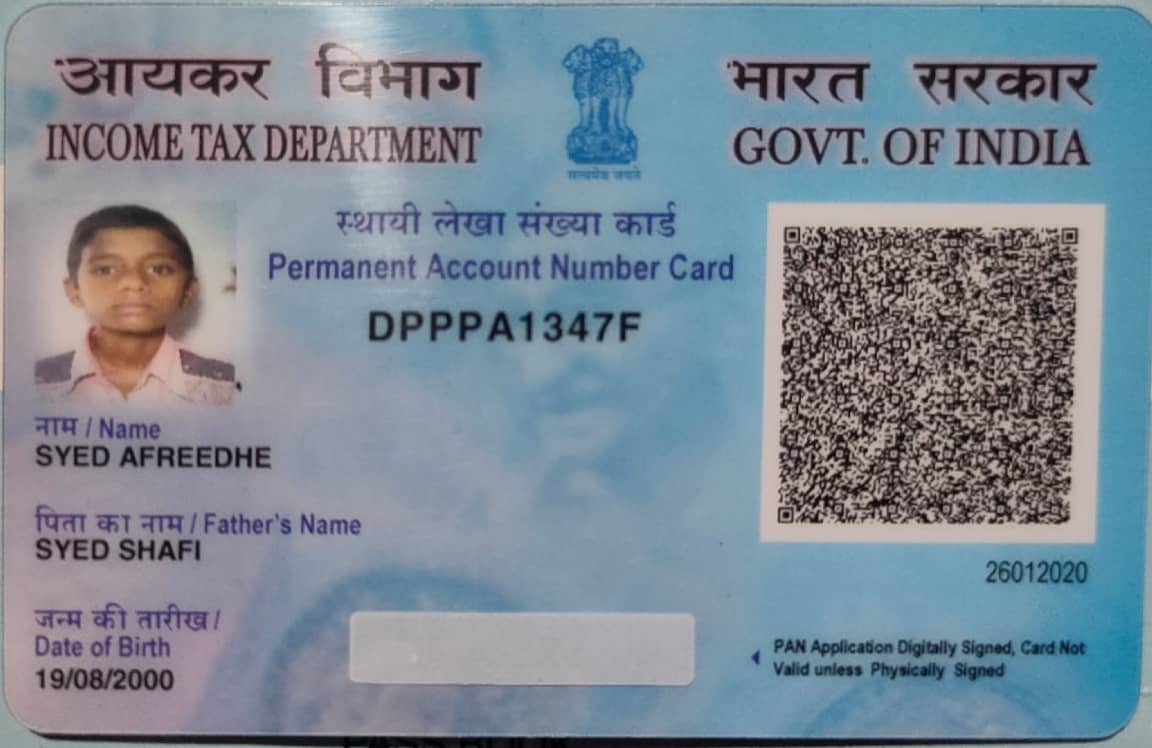 आयकर विभाग
INCOME TAX DEPARTMENT
भारत सरकार
GOVT. OF INDIA
सत्यमेव जयते
स्थायी लेखा संख्या कार्ड
Permanent Account Number Card
DPPPA1347F
नाम / Name
SYED AFREEDHE
पिता का नाम / Father's Name
SYED SHAFI
जन्म की तारीख /
Date of Birth
19/08/2000
26012020
PAN Application Digitally Signed, Card Not
Valid unless Physically Signed